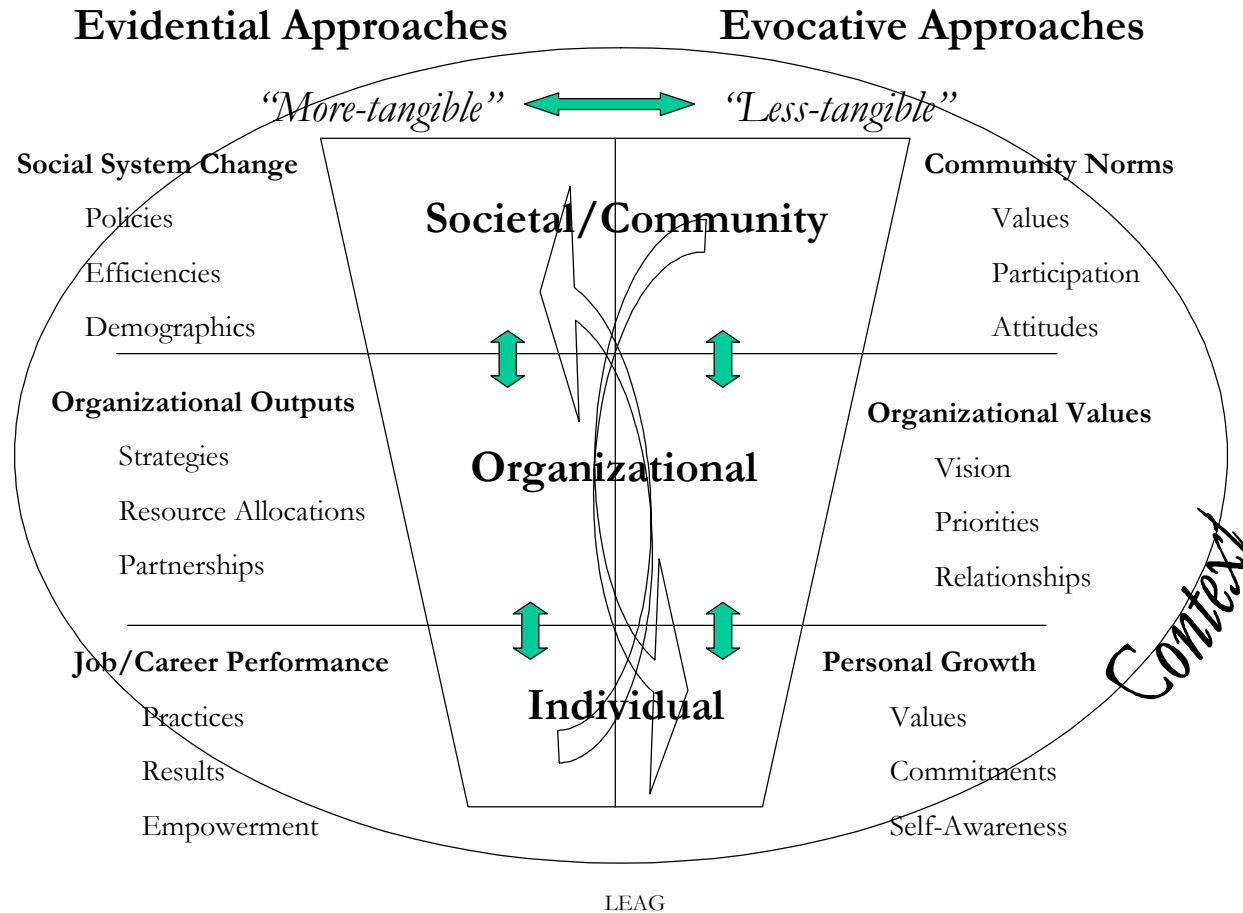 Evidential Approaches
Evocative Approaches
“More-tangible”
“Less-tangible”
Social System Change
Policies
Efficiencies
Demographics
Societal/Community
Community Norms
Values
Participation
Attitudes
Organizational Outputs
Strategies
Resource Allocations
Partnerships
Organizational
Organizational Values
Vision
Priorities
Relationships
Context
Job/Career Performance
Practices
Results
Empowerment
Individual
Personal Growth
Values
Commitments
Self-Awareness
LEAG